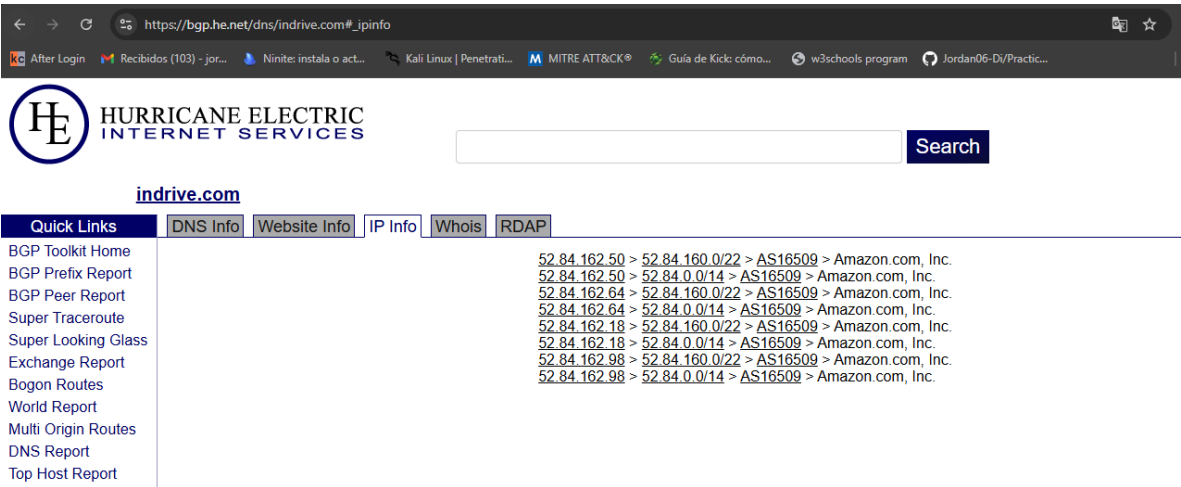 https://bgp.he.net/dns/indrive.com#_ipinfo
After Login
Recibidos (103) - jor...
Ninite: instala o act...
Kali Linux | Penetrati...
MITRE ATT&CK®
Guía de Kick: cómo...
w3schools program
Jordan06-Di/Practic...
HE
HURRICANE ELECTRIC
INTERNET SERVICES
Search
indrive.com
Quick Links
DNS Info
Website Info
IP Info
Whois
RDAP
BGP Toolkit Home
BGP Prefix Report
BGP Peer Report
Super Traceroute
Super Looking Glass
Exchange Report
Bogon Routes
World Report
Multi Origin Routes
DNS Report
Top Host Report
52.84.162.50 > 52.84.160.0/22 > AS16509 > Amazon.com, Inc.
52.84.162.50 > 52.84.0.0/14 > AS16509 > Amazon.com, Inc.
52.84.162.64 > 52.84.160.0/22 > AS16509 > Amazon.com, Inc.
52.84.162.64 > 52.84.0.0/14 > AS16509 > Amazon.com, Inc.
52.84.162.18 > 52.84.160.0/22 > AS16509 > Amazon.com, Inc.
52.84.162.18 > 52.84.0.0/14 > AS16509 > Amazon.com, Inc.
52.84.162.98 > 52.84.160.0/22 > AS16509 > Amazon.com, Inc.
52.84.162.98 > 52.84.0.0/14 > AS16509 > Amazon.com, Inc.